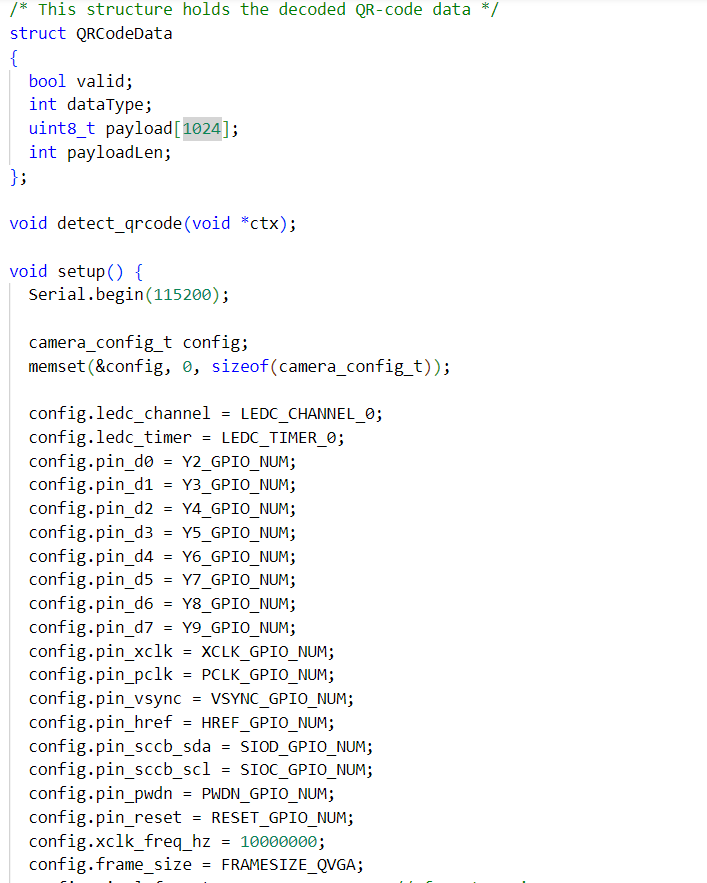 /* This structure holds the decoded QR-code data */
struct QRCodeData
{
bool valid;
int dataType;
uint8_t payload[1024];
int payloadLen;
};
void detect_qrcode(void *ctx);
void setup() {
Serial.begin(115200);
camera_config_t config;
memset(&config, 0, sizeof(camera_config_t));
config.ledc_channel = LEDC_CHANNEL_0;
config.ledc_timer = LEDC_TIMER_0;
config.pin_d0 = Y2_GPIO_NUM;
config.pin_d1 = Y3_GPIO_NUM;
config.pin_d2 = Y4_GPIO_NUM;
config.pin_d3 = Y5_GPIO_NUM;
config.pin_d4 = Y6_GPIO_NUM;
config.pin_d5 = Y7_GPIO_NUM;
config.pin_d6 = Y8_GPIO_NUM;
config.pin_d7 = Y9_GPIO_NUM;
config.pin_xclk = XCLK_GPIO_NUM;
config.pin_pclk = PCLK_GPIO_NUM;
config.pin_vsync = VSYNC_GPIO_NUM;
config.pin_href = HREF_GPIO_NUM;
config.pin_sccb_sda = SIOD_GPIO_NUM;
config.pin_sccb_scl = SIOC_GPIO_NUM;
config.pin_pwdn = PWDN_GPIO_NUM;
config.pin_reset = RESET_GPIO_NUM;
config.xclk_freq_hz = 10000000;
config.frame_size = FRAMESIZE_QVGA;